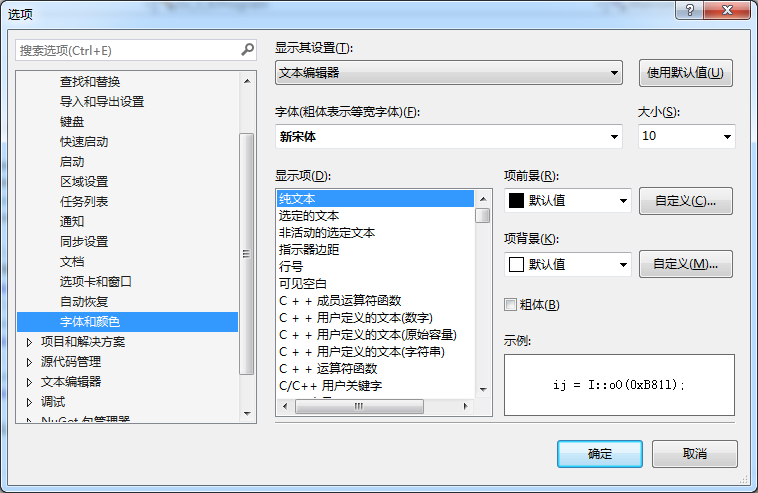 选项
搜索选项(Ctrl+E)
查找和替换
导入和导出设置
键盘
快速启动
启动
区域设置
任务列表
通知
同步设置
文档
选项卡和窗口
自动恢复
字体和颜色
项目和解决方案
源代码管理
文本编辑器
调试
NuGet 包管理器
显示其设置(T):
文本编辑器
使用默认值(U)
字体(粗体表示等宽字体)(F):
大小(S):
新宋体
10
显示项(D):
纯文本
选定的文本
非活动的选定文本
指示器边距
行号
可见空白
C + + 成员运算符函数
C + + 用户定义的文本(数字)
C + + 用户定义的文本(原始容量)
C + + 用户定义的文本(字符串)
C + + 运算符函数
C/C++ 用户关键字
项前景(R):
默认值
自定义(C)...
项背景(K):
默认值
自定义(M)...
粗体(B)
示例:
ij = I::oO(0xB81l);
确定
取消